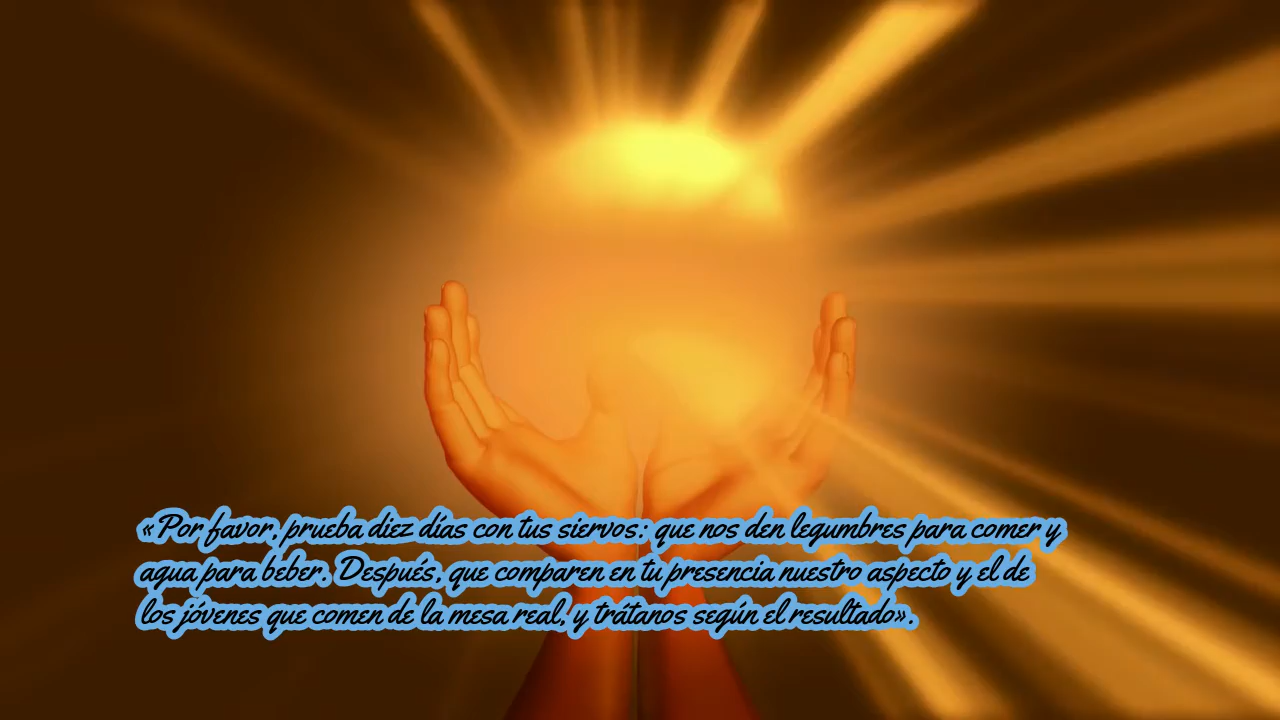 «Por favor, prueba diez días con tus siervos: que nos den legumbres para comer y
agua para beber. Después, que comparen en tu presencia nuestro aspecto y el de
los jóvenes que comen de la mesa real, y trátanos según el resultado».